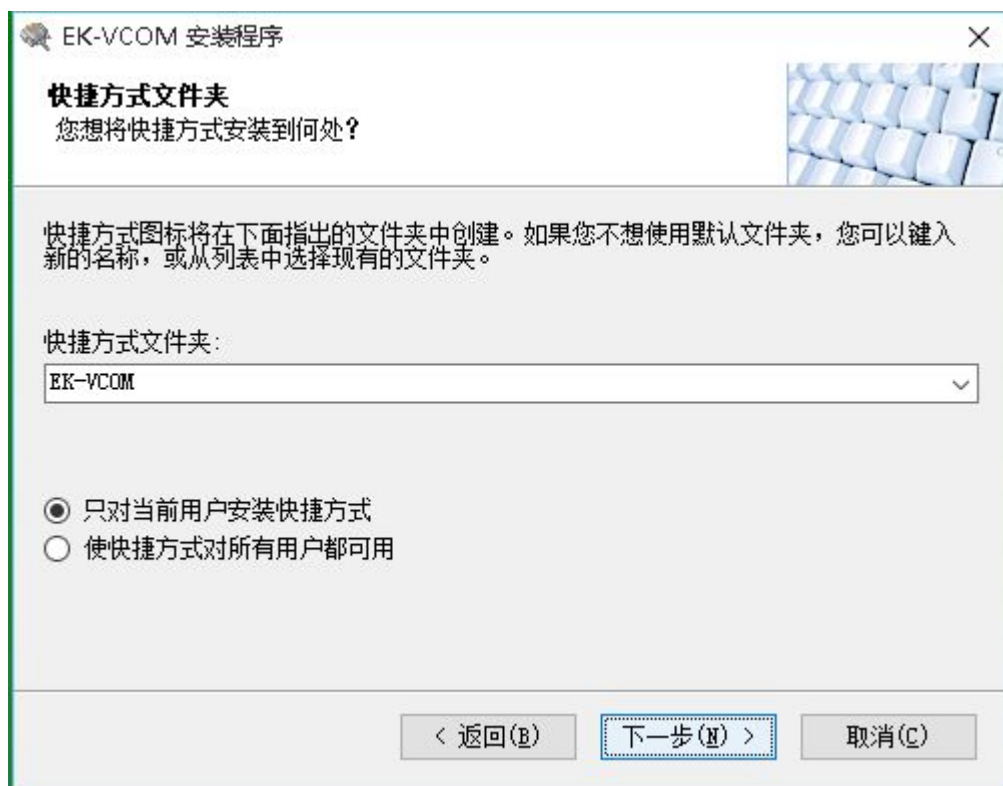 EK-VCOM 安装程序
快捷方式文件夹
您想将快捷方式安装到何处?
快捷方式图标将在下面指出的文件夹中创建。如果您不想使用默认文件夹，您可以键入
新的名称，或从列表中选择现有的文件夹。
快捷方式文件夹:
EK-VCOM
只对当前用户安装快捷方式
使快捷方式对所有用户都可用
< 返回(B)
下一步(N) >
取消(C)